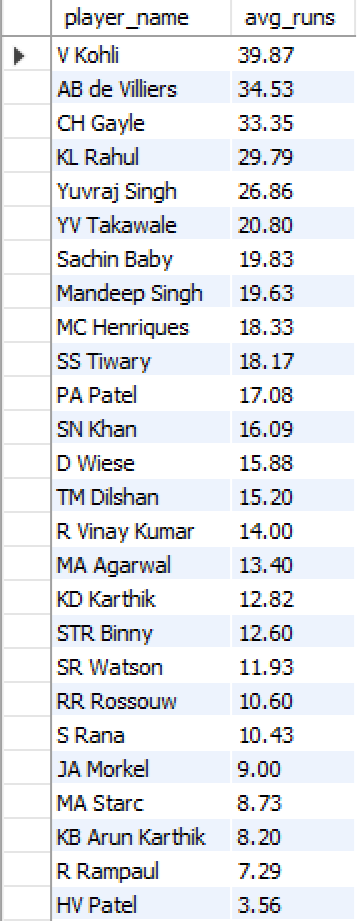 player_name avg_runs
V Kohli 39.87
AB de Villiers 34.53
CH Gayle 33.35
KL Rahul 29.79
Yuvraj Singh 26.86
YV Takawale 20.80
Sachin Baby 19.83
Mandeep Singh 19.63
MC Henriques 18.33
SS Tiwary 18.17
PA Patel 17.08
SN Khan 16.09
D Wiese 15.88
TM Dilshan 15.20
R Vinay Kumar 14.00
MA Agarwal 13.40
KD Karthik 12.82
STR Binny 12.60
SR Watson 11.93
RR Rossouw 10.60
S Rana 10.43
JA Morkel 9.00
MA Starc 8.73
KB Arun Karthik 8.20
R Rampaul 7.29
HV Patel 3.56